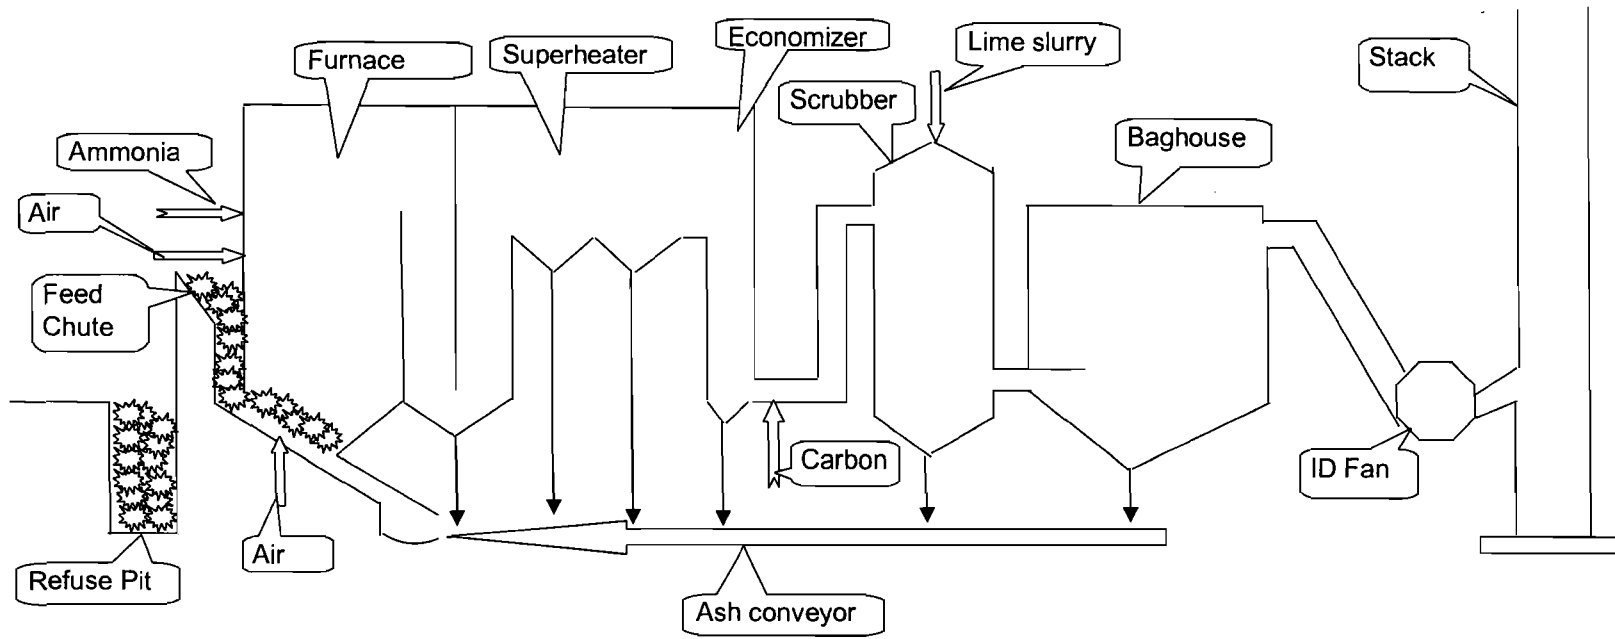 Furnace
Superheater
Economizer
Lime slurry
Stack
Scrubber
Baghouse
Ammonia
Air
Feed
Chute
Carbon
ID Fan
Air
Refuse Pit
Ash conveyor